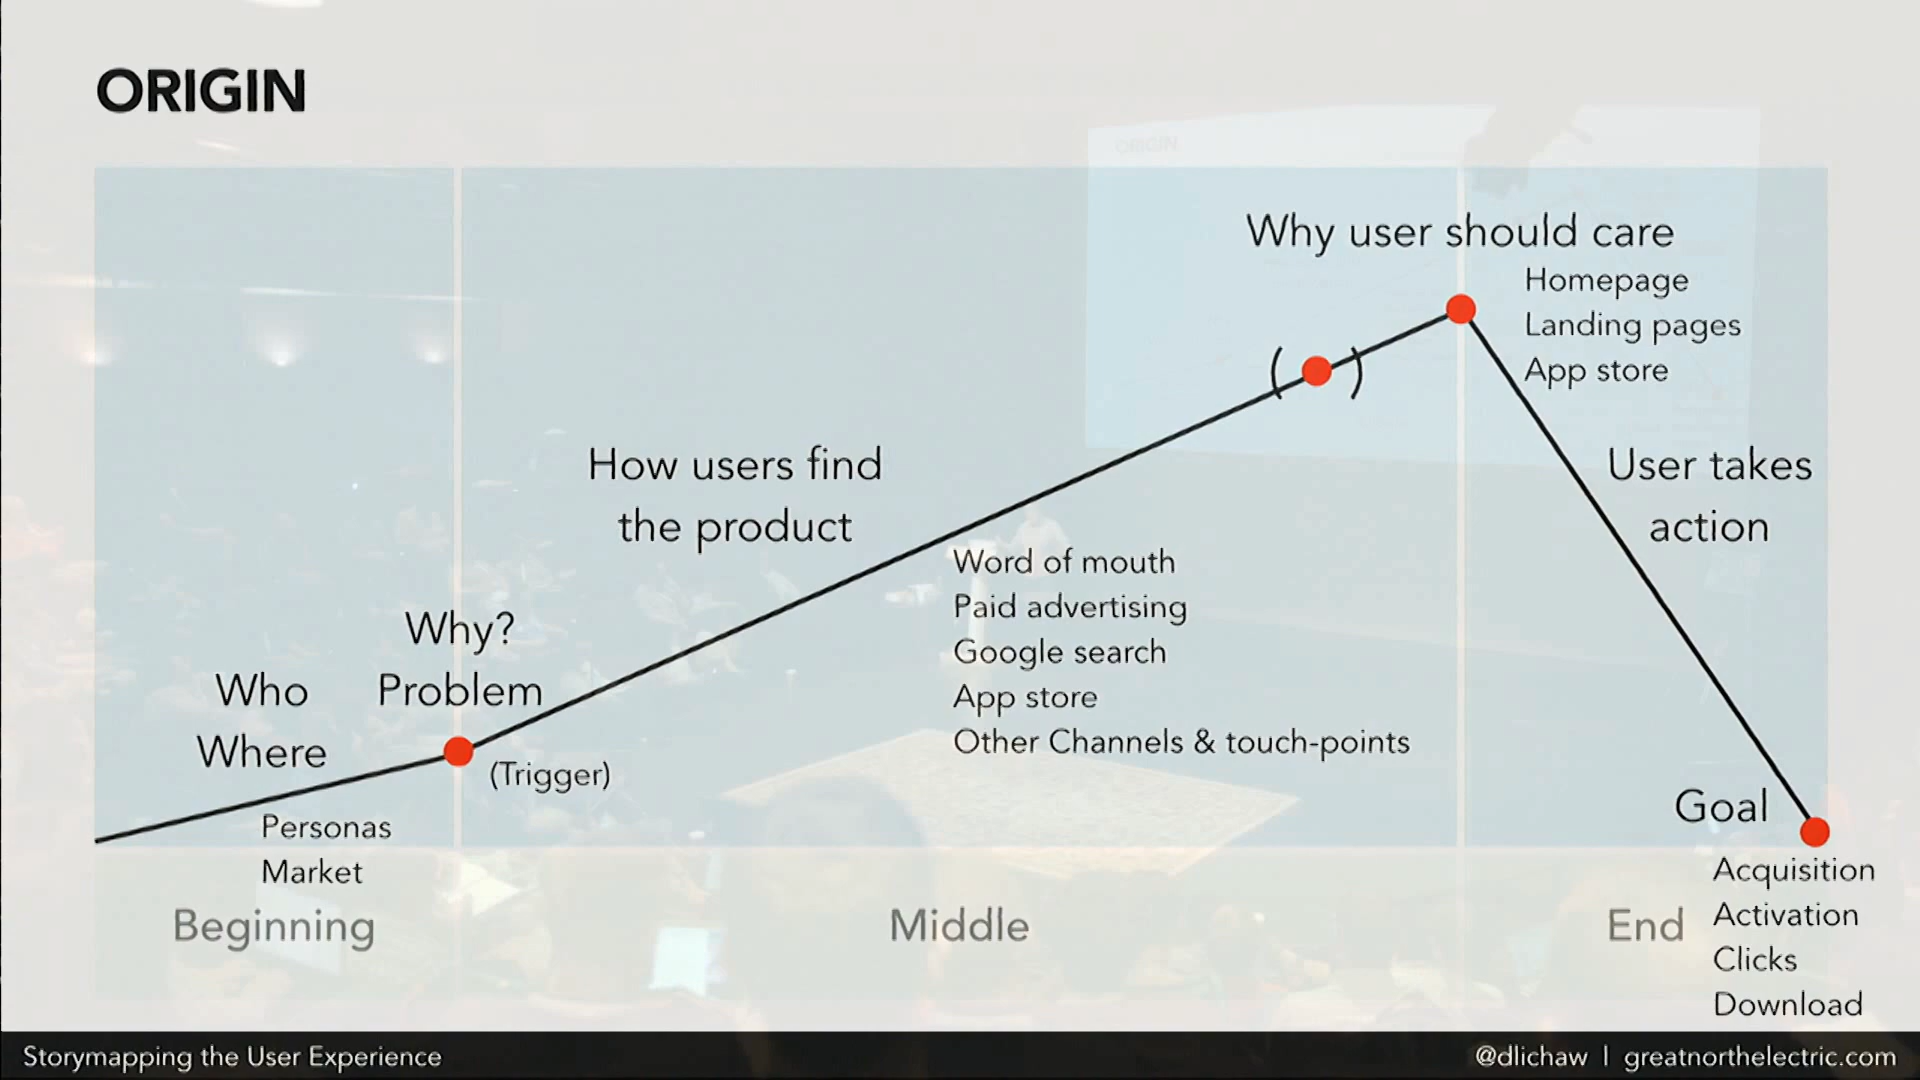 ORIGIN
ORIGIN
Why user should care
Homepage
Landing pages
App store
( )
How users find
the product
User takes
action
Word of mouth
Paid advertising
Google search
App store
Other Channels & touch-points
Why?
Problem
(Trigger)
Who
Where
Personas
Market
Goal
Acquisition
Activation
Clicks
Download
Beginning
Middle
End
Storymapping the User Experience
@dlichaw | greatnorthelectric.com